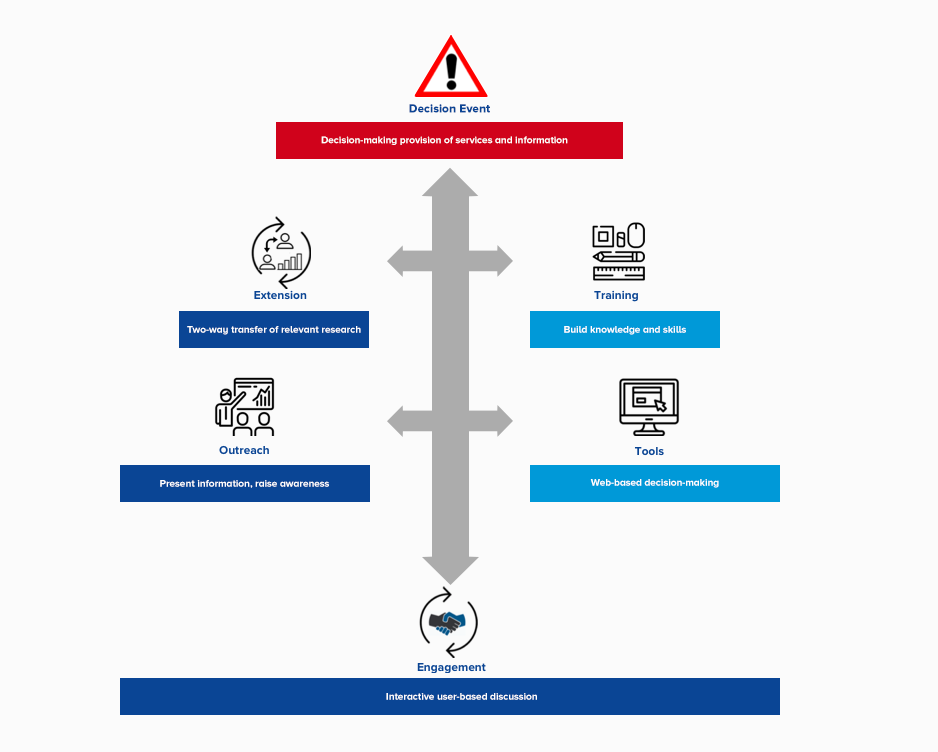 Decision Event
Decision-making provision of services and information
Extension
Two-way transfer of relevant research
Training
Build knowledge and skills
Outreach
Present information, raise awareness
Tools
Web-based decision-making
Engagement
Interactive user-based discussion